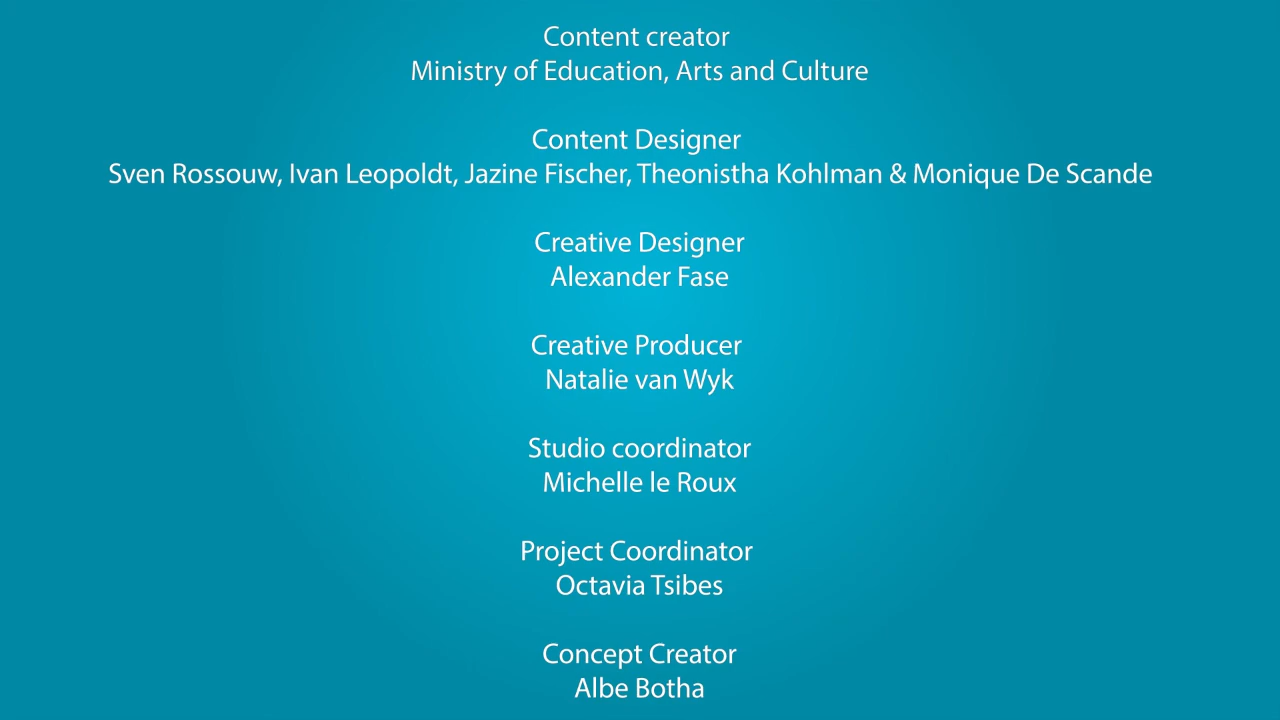 Content creator
Ministry of Education, Arts and Culture
Content Designer
Sven Rossouw, Ivan Leopoldt, Jazine Fischer, Theonistha Kohlman & Monique De Scande
Creative Designer
Alexander Fase
Creative Producer
Natalie van Wyk
Studio coordinator
Michelle le Roux
Project Coordinator
Octavia Tsibes
Concept Creator
Albe Botha